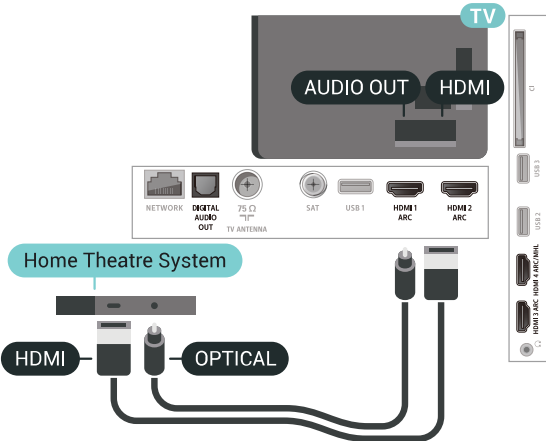 TV
AUDIO OUT
HDMI
CI
USB 3
USB 2
HDMI 4 ARC/MHL
HDMI 3 ARC
NETWORK
DIGITAL
AUDIO
OUT
75 Ω
TV ANTENNA
SAT
USB 1
HDMI 1
ARC
HDMI 2
ARC
Home Theatre System
HDMI
OPTICAL